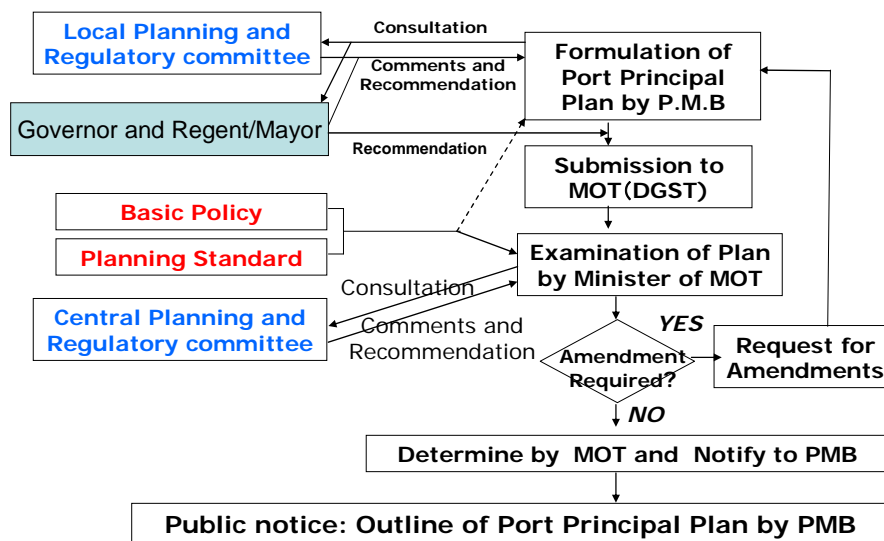 Local Planning and
Regulatory committee
Consultation
Comments and
Recommendation
Formulation of
Port Principal
Plan by P.M.B
Governor and Regent/Mayor
Recommendation
Submission to
MOT(DGST)
Basic Policy
Planning Standard
Examination of Plan
by Minister of MOT
Consultation
Central Planning and
Regulatory committee
Comments and
Recommendation
Amendment
Required?
YES
Request for
Amendments
NO
Determine by MOT and Notify to PMB
Public notice: Outline of Port Principal Plan by PMB